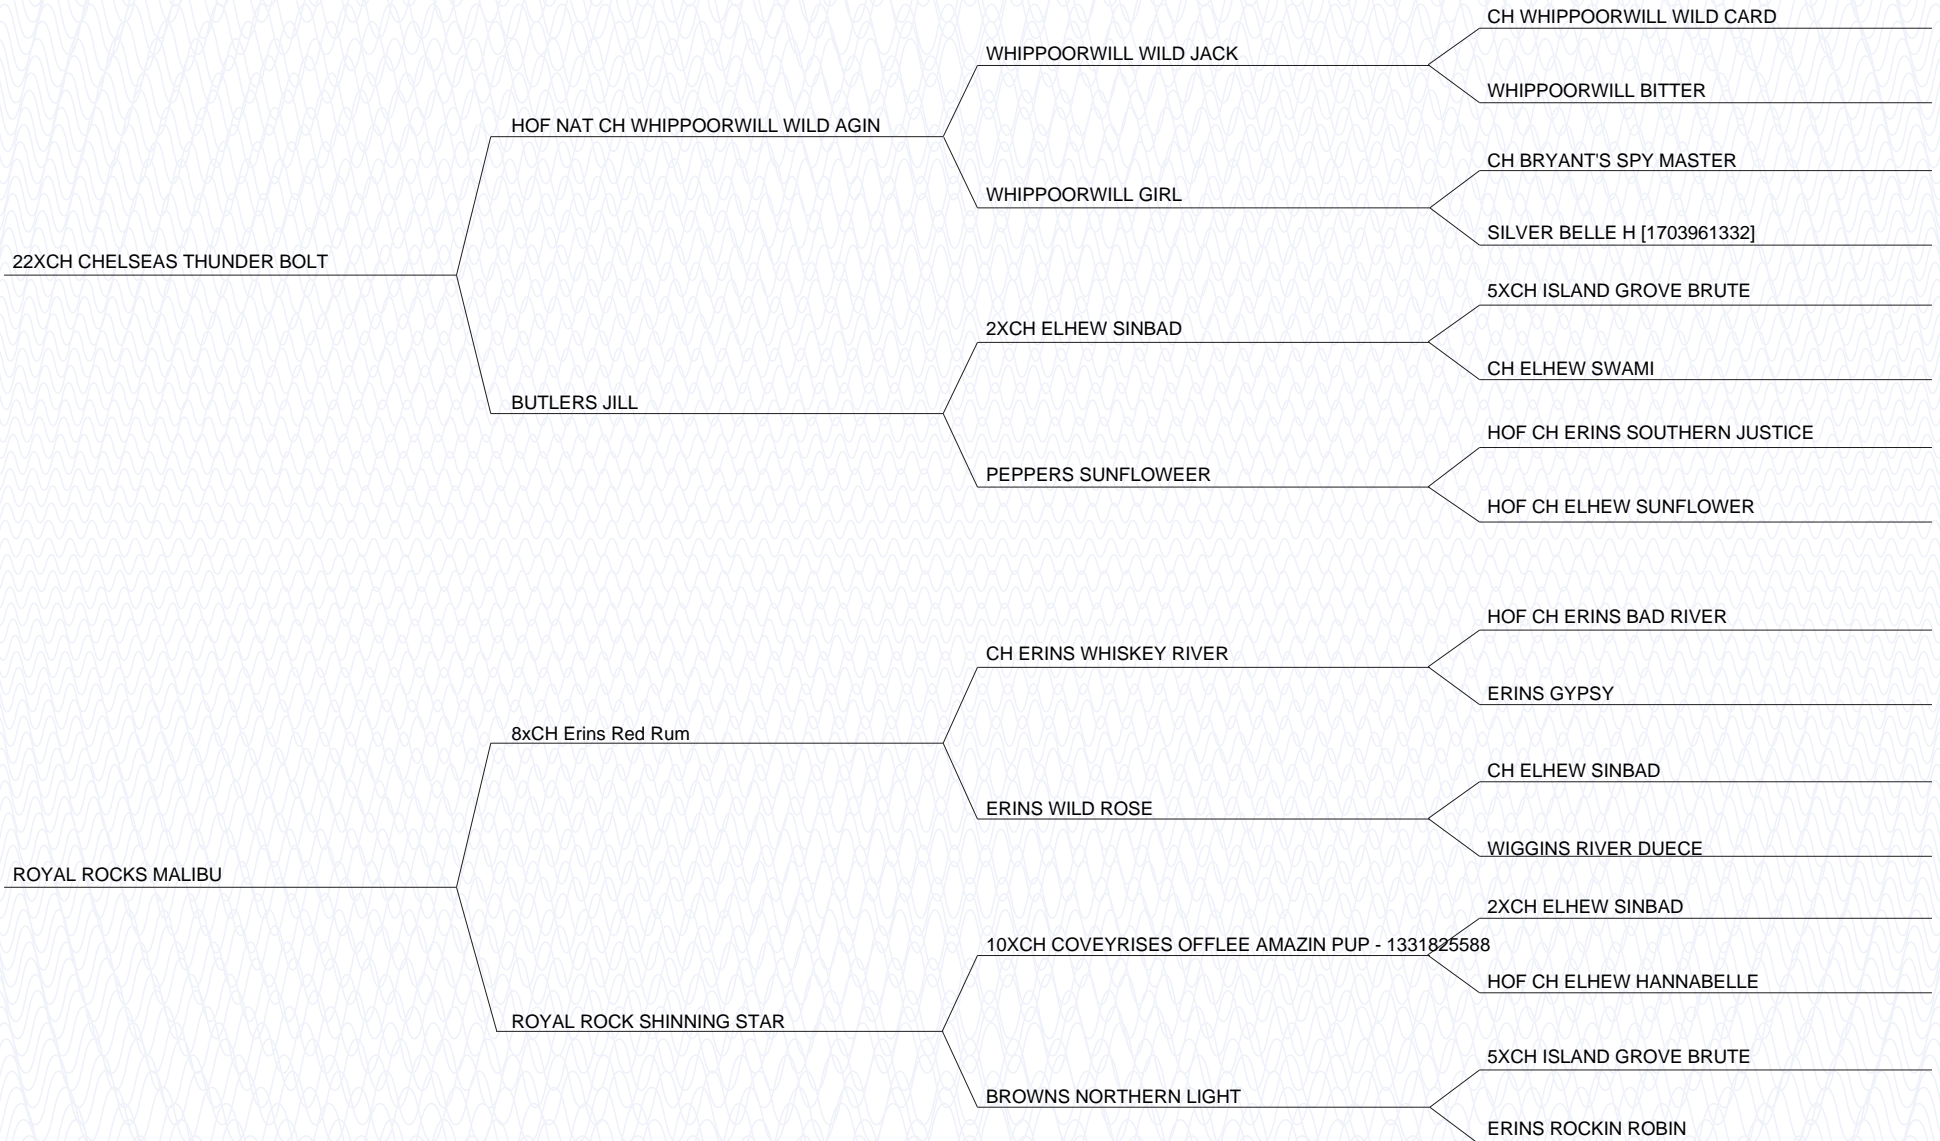 CH WHIPPOORWILL WILD CARD
WHIPPOORWILL WILD JACK
WHIPPOORWILL BITTER
HOF NAT CH WHIPPOORWILL WILD AGIN
CH BRYANT'S SPY MASTER
WHIPPOORWILL GIRL
SILVER BELLE H [1703961332]
22XCH CHELSEAS THUNDER BOLT
5XCH ISLAND GROVE BRUTE
2XCH ELHEW SINBAD
CH ELHEW SWAMI
BUTLERS JILL
HOF CH ERINS SOUTHERN JUSTICE
PEPPERS SUNFLOWEER
HOF CH ELHEW SUNFLOWER
HOF CH ERINS BAD RIVER
CH ERINS WHISKEY RIVER
ERINS GYPSY
8xCH Erins Red Rum
CH ELHEW SINBAD
ERINS WILD ROSE
WIGGINS RIVER DUECE
ROYAL ROCKS MALIBU
2XCH ELHEW SINBAD
10XCH COVEYRISES OFFLEE AMAZIN PUP - 1331825588
HOF CH ELHEW HANNABELLE
ROYAL ROCK SHINNING STAR
5XCH ISLAND GROVE BRUTE
BROWNS NORTHERN LIGHT
ERINS ROCKIN ROBIN